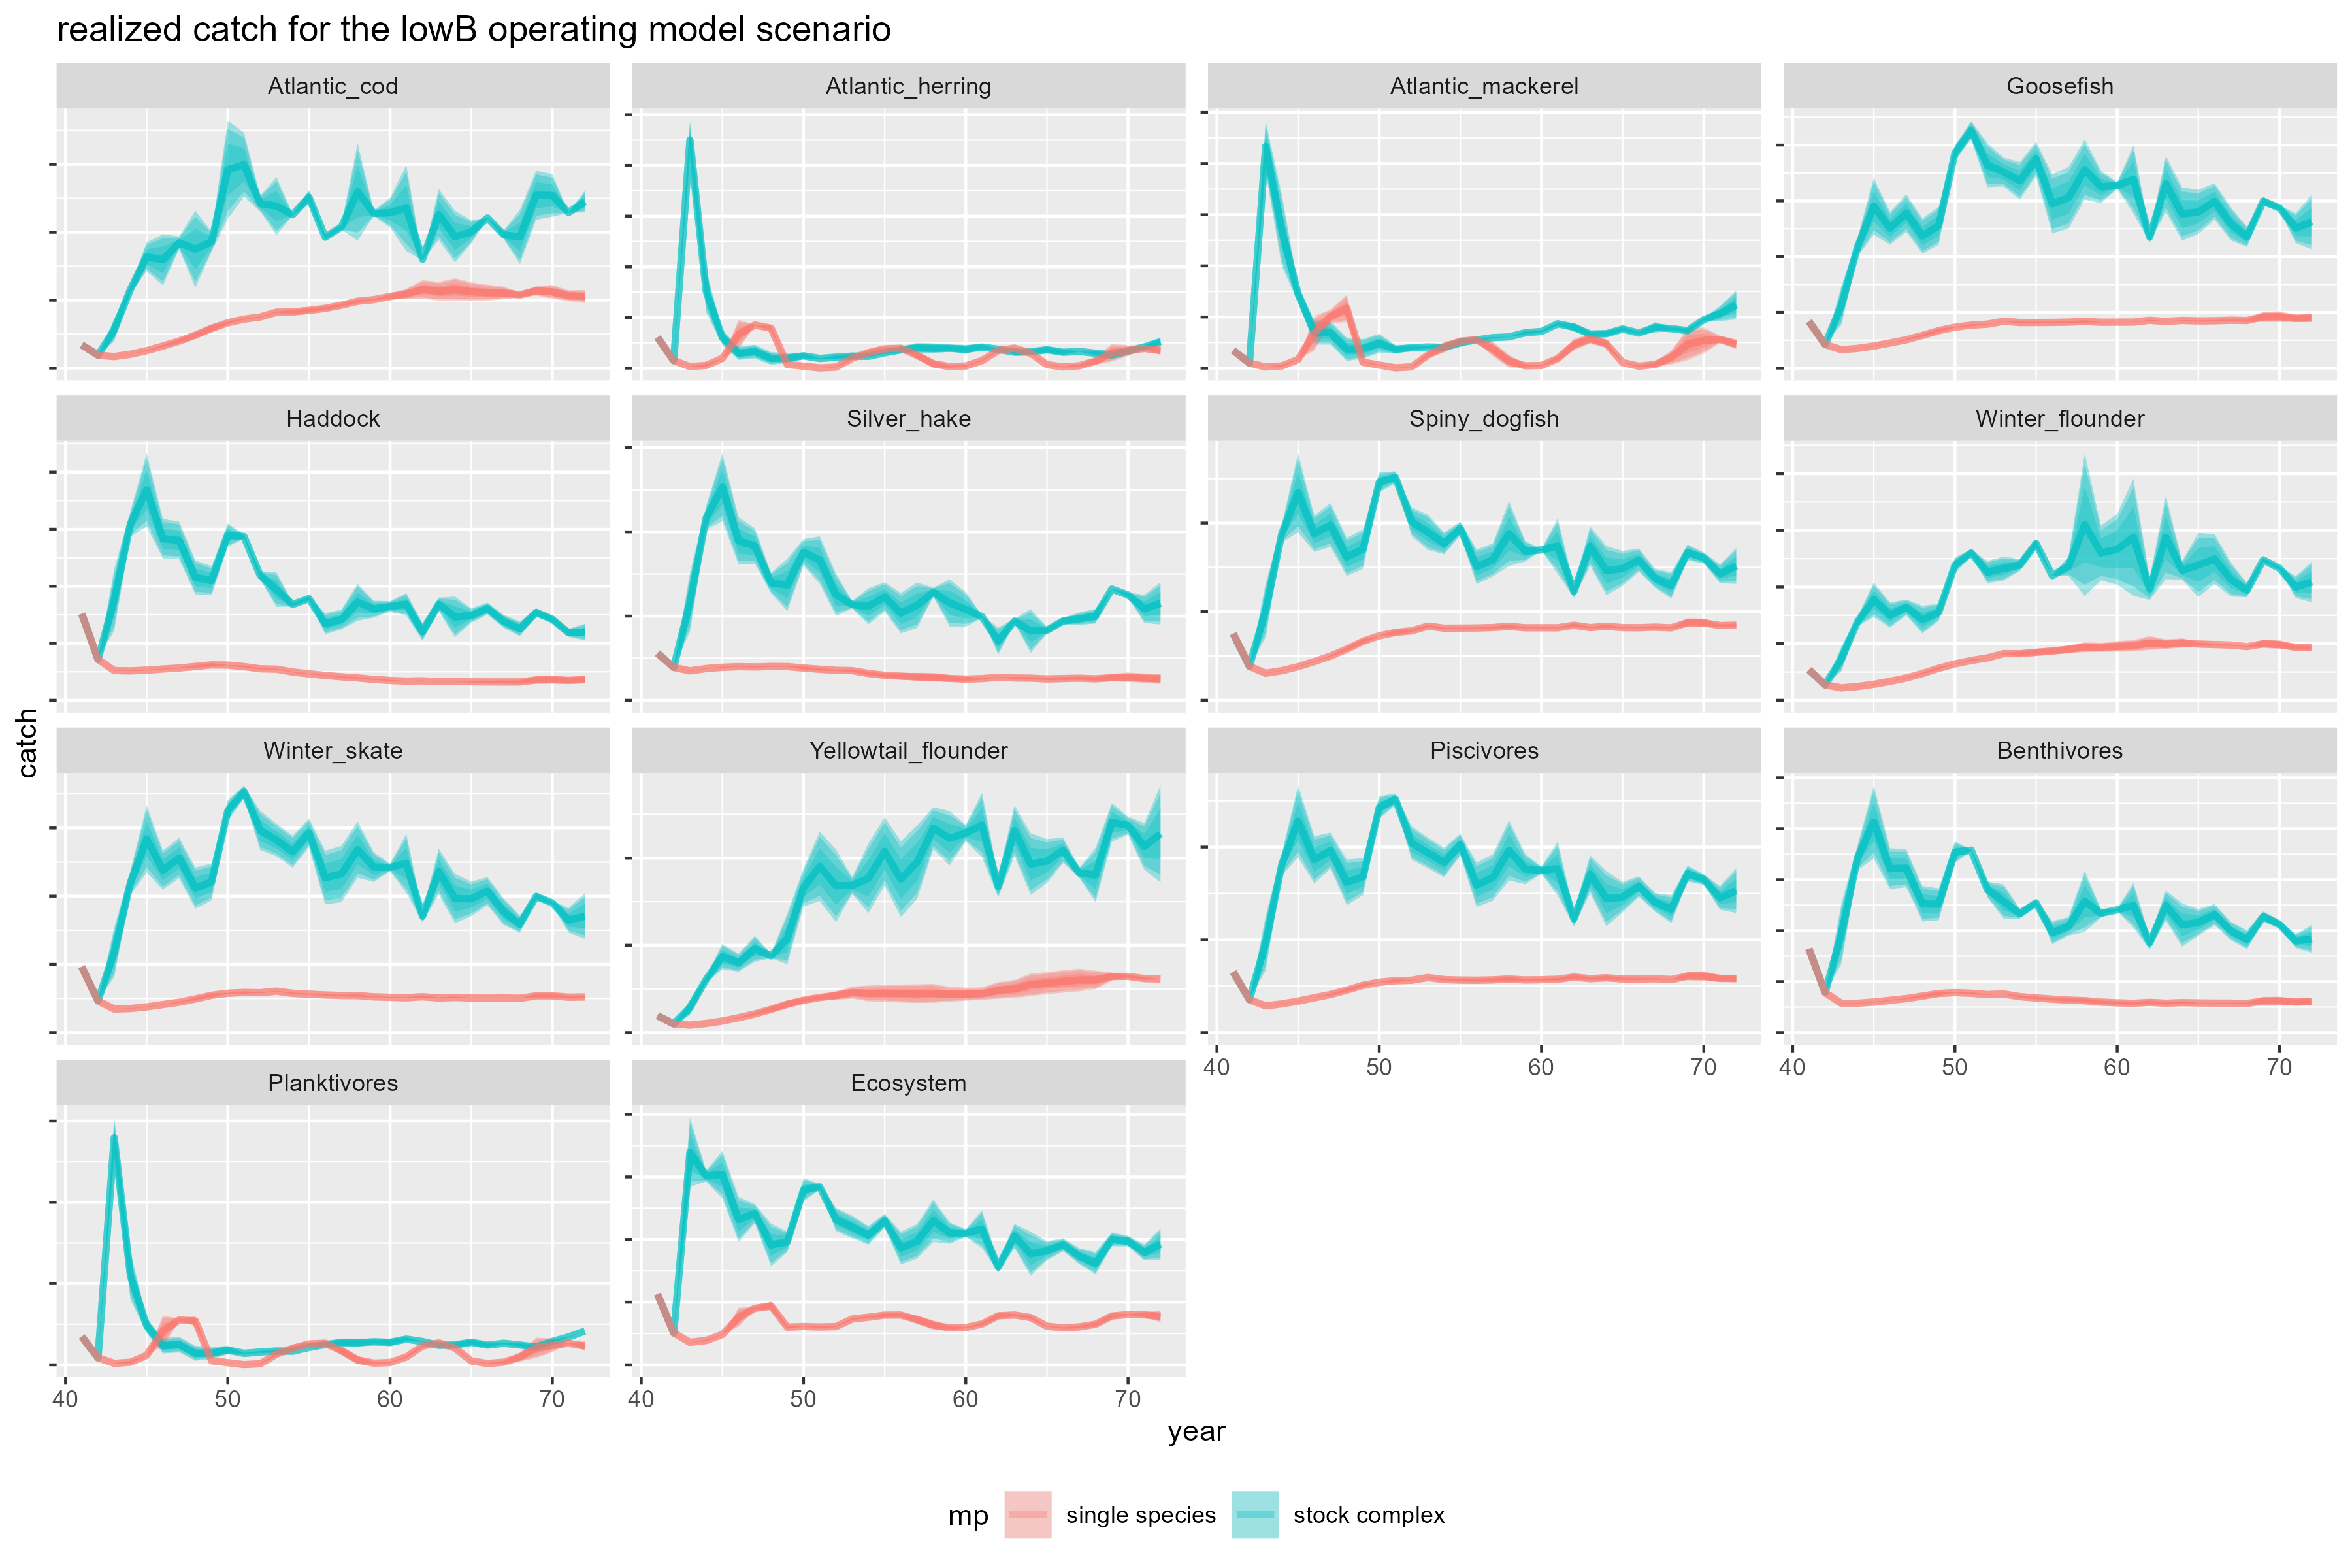 realized catch for the lowB operating model scenario
Atlantic_cod
Atlantic_herring
Atlantic_mackerel
Goosefish
Haddock
Silver_hake
Spiny_dogfish
Winter_flounder
catch
Winter_skate
Yellowtail_flounder
Piscivores
Benthivores
40 50 60 70
40 50 60 70
Planktivores
Ecosystem
40 50 60 70
40 50 60 70
year
mp single species stock complex